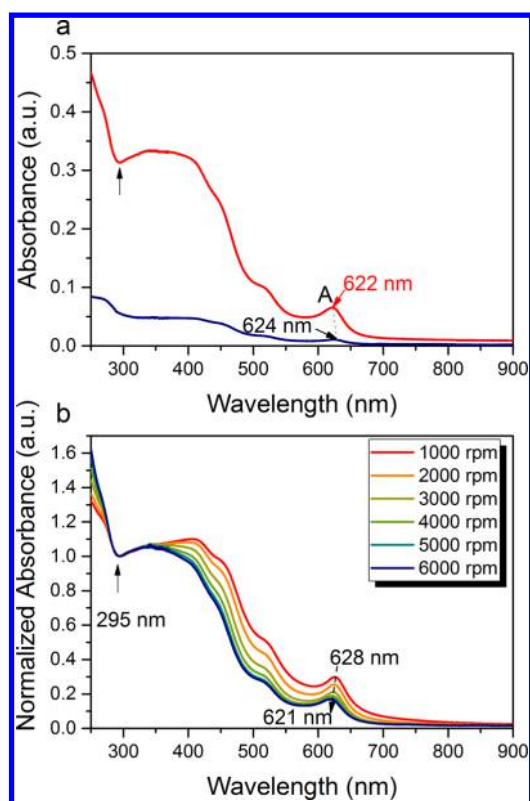 a
0.5
0.4
0.3
0.2
0.1
0.0
Absorbance (a.u.)
A
622 nm
624 nm
300 400 500 600 700 800 900
Wavelength (nm)
b
1.6
1.4
1.2
1.0
0.8
0.6
0.4
0.2
0.0
Normalized Absorbance (a.u.)
1000 rpm
2000 rpm
3000 rpm
4000 rpm
5000 rpm
6000 rpm
295 nm
628 nm
621 nm
300 400 500 600 700 800 900
Wavelength (nm)